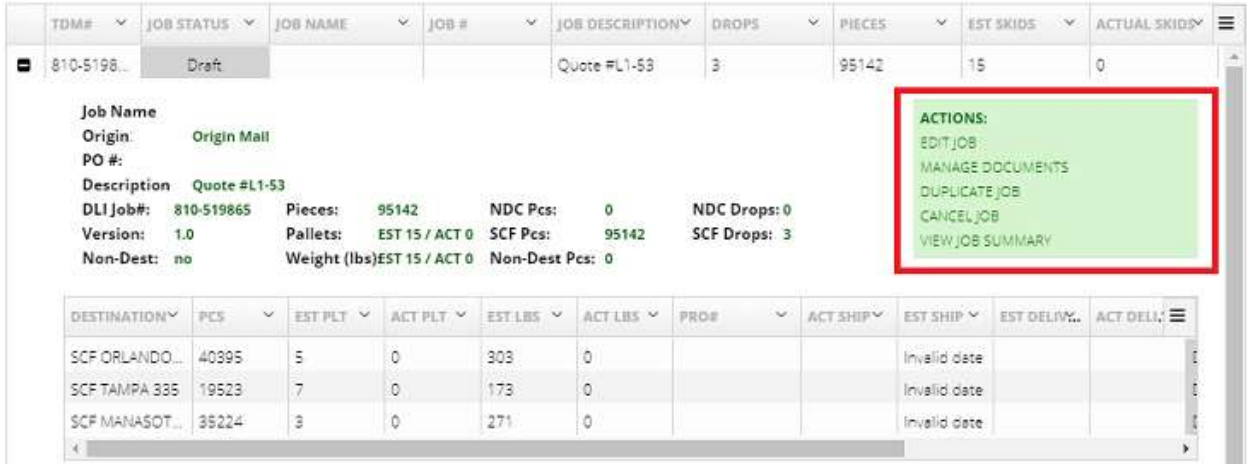 TDM# JOB STATUS JOB NAME JOB # JOB DESCRIPTION DROPS PIECES EST SKIDS ACTUAL SKIDS
810-5198... Draft Quote #L1-53 3 95142 15 0
Job Name
Origin: Origin Mail
PO #:
Description Quote #L1-53
DLI Job#: 810-519865 Pieces: 95142 NDC Pcs: 0 NDC Drops: 0
Version: 1.0 Pallets: EST 15 / ACT 0 SCF Pcs: 95142 SCF Drops: 3
Non-Dest: no Weight (lbs) EST 15 / ACT 0 Non-Dest Pcs: 0
ACTIONS:
EDIT JOB
MANAGE DOCUMENTS
DUPLICATE JOB
CANCEL JOB
VIEW JOB SUMMARY
DESTINATION PCS EST PLT ACT PLT EST LBS ACT LBS PRO# ACT SHIP EST SHIP EST DELIV... ACT DELI
SCF ORLANDO... 40395 5 0 303 0 Invalid date
SCF TAMPA 335 19523 7 0 173 0 Invalid date
SCF MANASOT... 35224 3 0 271 0 Invalid date